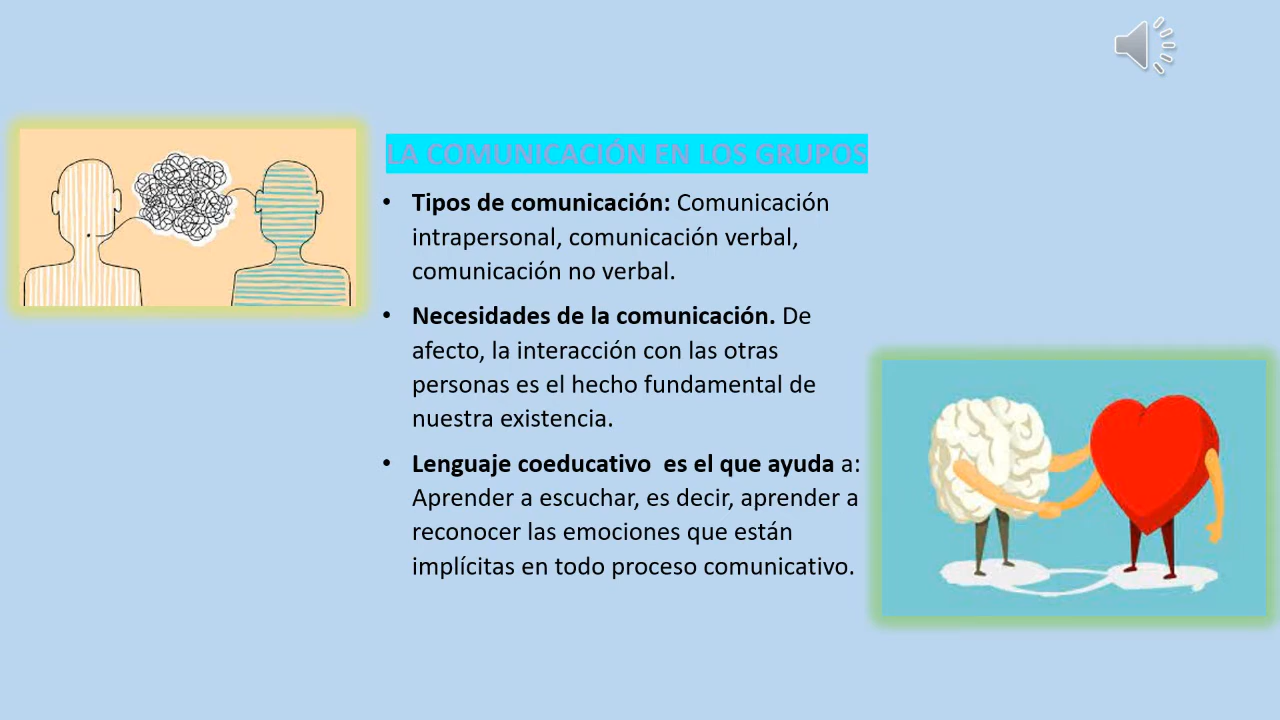 LA COMUNICACIÓN EN LOS GRUPOS
• Tipos de comunicación: Comunicación
intrapersonal, comunicación verbal,
comunicación no verbal.
• Necesidades de la comunicación. De
afecto, la interacción con las otras
personas es el hecho fundamental de
nuestra existencia.
• Lenguaje coeducativo  es el que ayuda a:
Aprender a escuchar, es decir, aprender a
reconocer las emociones que están
implícitas en todo proceso comunicativo.